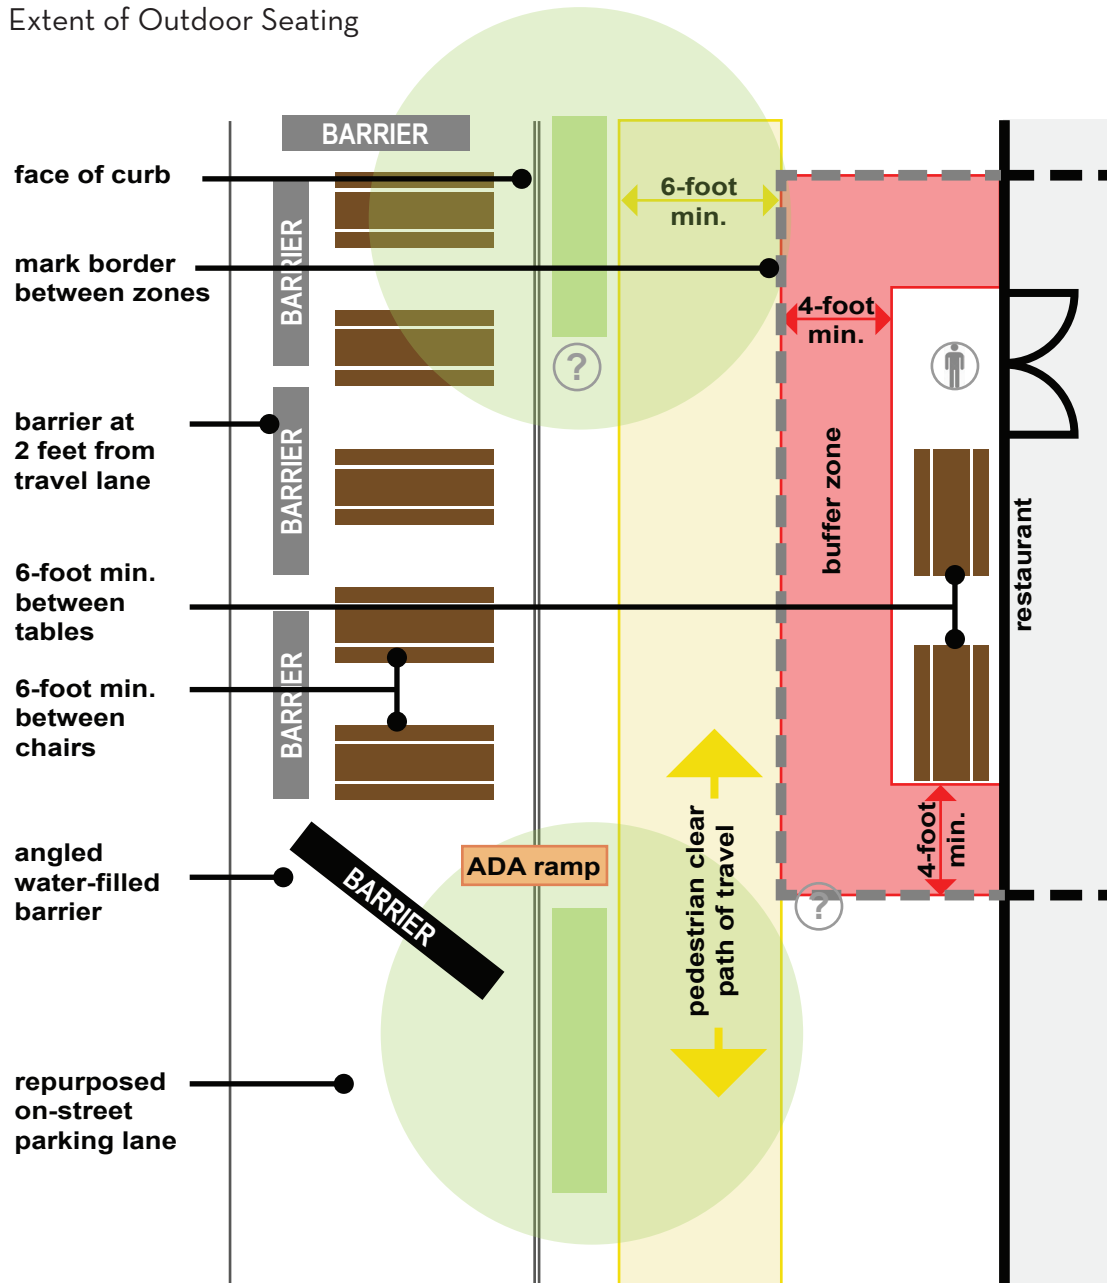 Extent of Outdoor Seating
BARRIER
face of curb
6-foot
min.
BARRIER
mark border
between zones
4-foot
min.
?
barrier at
2 feet from
travel lane
BARRIER
buffer zone
restaurant
6-foot min.
between
tables
6-foot min.
between
chairs
BARRIER
4-foot
min.
pedestrian clear
path of travel
ADA ramp
angled
water-filled
barrier
BARRIER
?
repurposed
on-street
parking lane